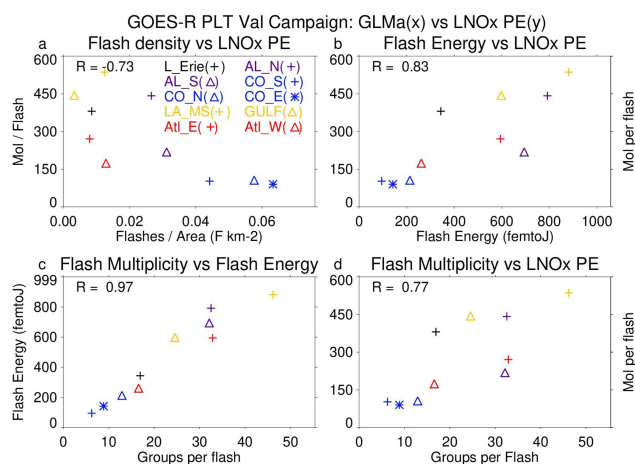 GOES-R PLT Val Campaign: GLMa(x) vs LNOx PE(y)
a Flash density vs LNOx PE
b Flash Energy vs LNOx PE
600
450
300
150
0
Mol / Flash
R = -0.73
L_Erie(+) AL_N(+)
AL_S(△) CO_S(+)
CO_N(△) CO_E(✳)
LA_MS(+) GULF(△)
Atl_E(+) Atl_W(△)
0.00 0.02 0.04 0.06
Flashes / Area (F km-2)
600
450
300
150
0
R = 0.83
Mol per flash
0 200 400 600 800 1000
Flash Energy (femtoJ)
c Flash Multiplicity vs Flash Energy
d Flash Multiplicity vs LNOx PE
999
800
600
400
200
0
Flash Energy (femtoJ)
R = 0.97
0 10 20 30 40 50
Groups per flash
600
450
300
150
0
R = 0.77
Mol per flash
0 10 20 30 40 50
Groups per Flash